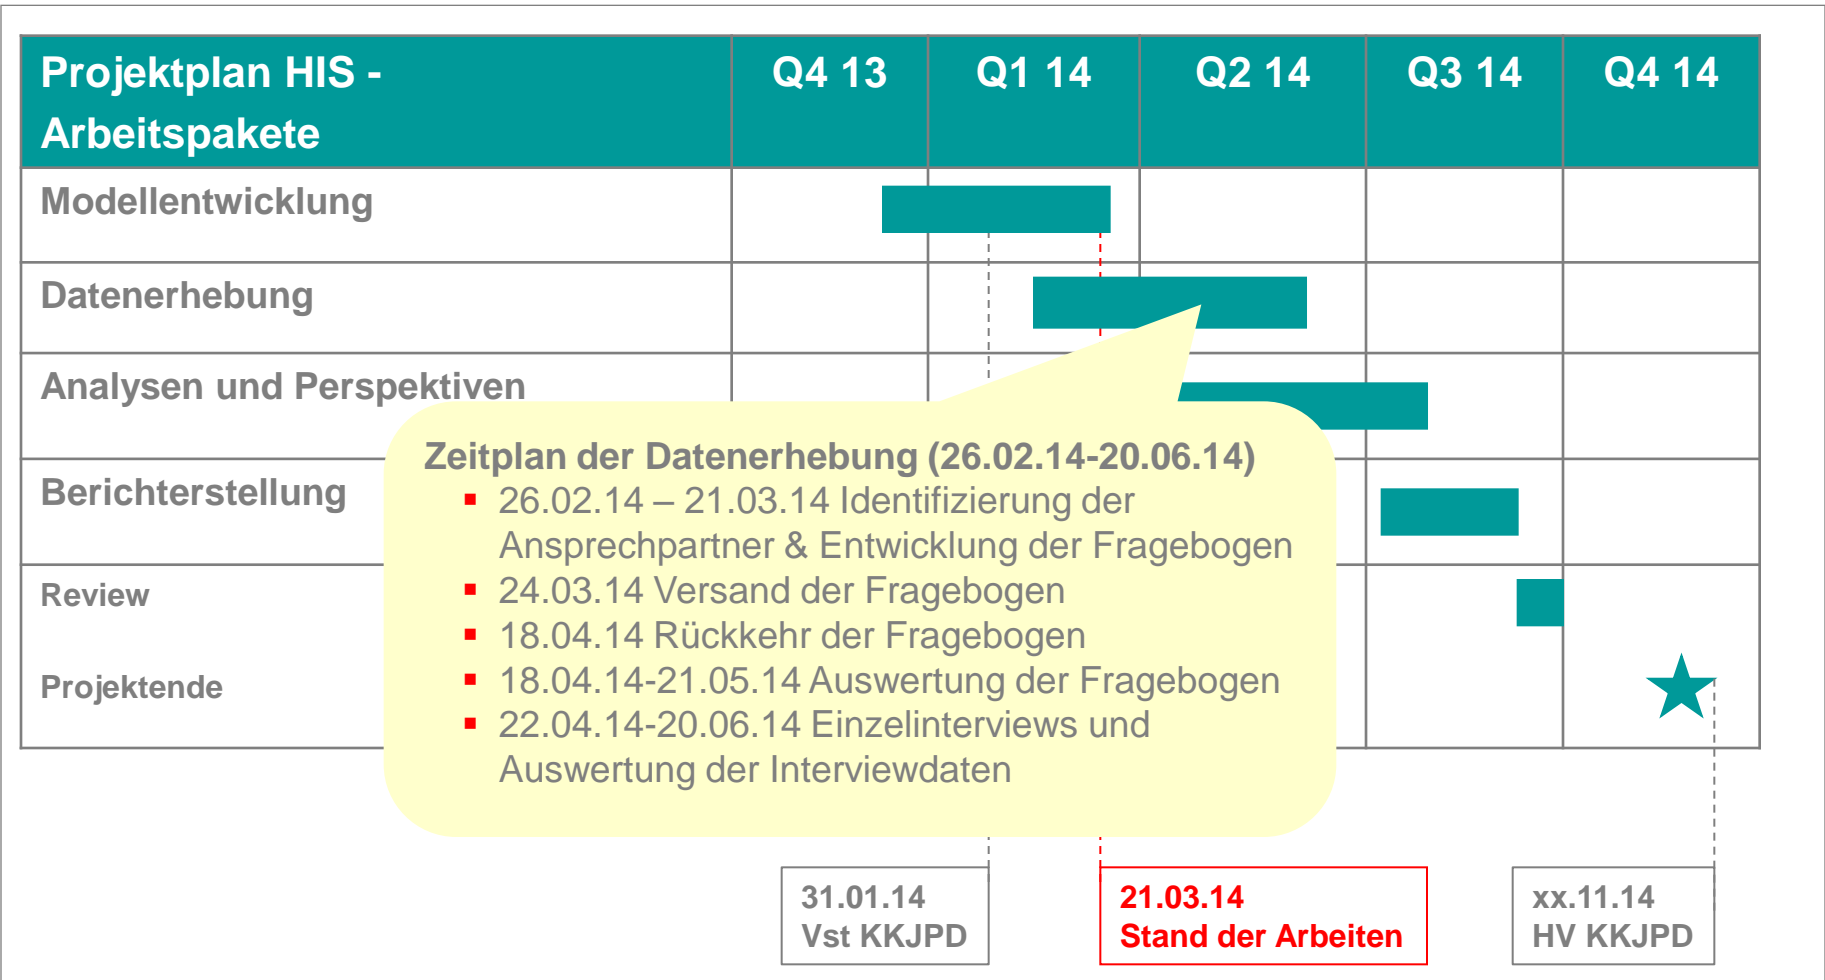 Projektplan HIS -
Arbeitspakete
Q4 13
Q1 14
Q2 14
Q3 14
Q4 14
Modellentwicklung
Datenerhebung
Analysen und Perspektiven
Berichterstellung
Review
Projektende
Zeitplan der Datenerhebung (26.02.14-20.06.14)
26.02.14 – 21.03.14 Identifizierung der
Ansprechpartner & Entwicklung der Fragebogen
24.03.14 Versand der Fragebogen
18.04.14 Rückkehr der Fragebogen
18.04.14-21.05.14 Auswertung der Fragebogen
22.04.14-20.06.14 Einzelinterviews und
Auswertung der Interviewdaten
31.01.14
Vst KKJPD
21.03.14
Stand der Arbeiten
xx.11.14
HV KKJPD